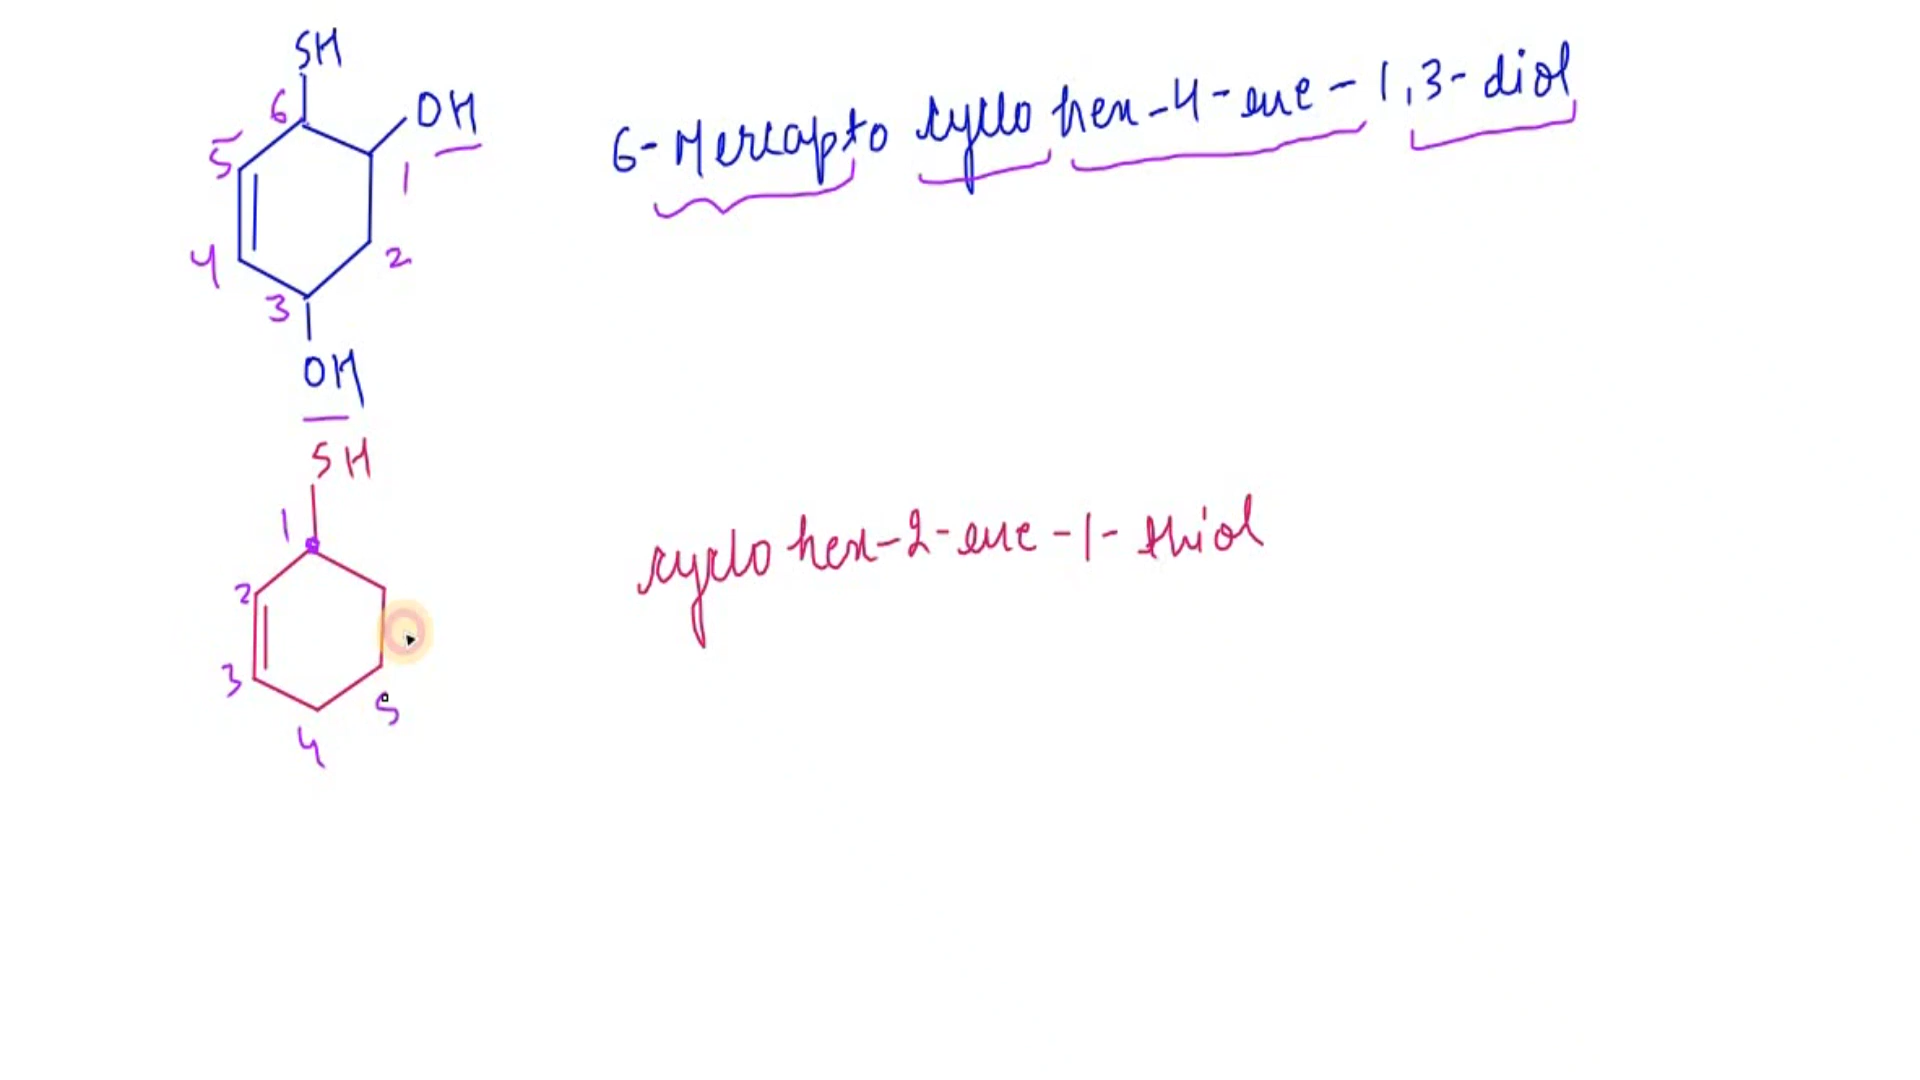 SH
6
OH
5
1
4
2
3
OH
6-Mercapto cyclo hex-4-ene-1,3-diol
SH
1
2
3
4
5
cyclo hex-2-ene-1-thiol